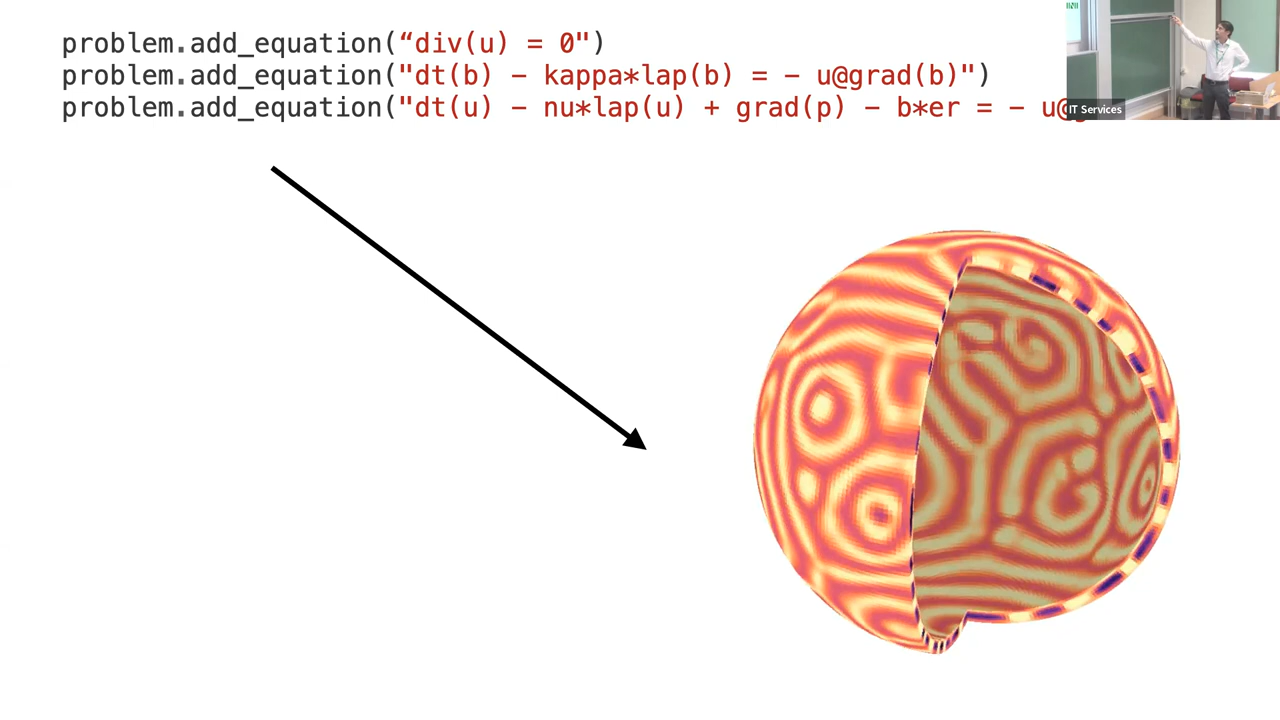 problem.add_equation(“div(u) = 0")
problem.add_equation("dt(b) − kappa*lap(b) = − u@grad(b)")
problem.add_equation("dt(u) − nu*lap(u) + grad(p) − b*er = − u@
IT Services